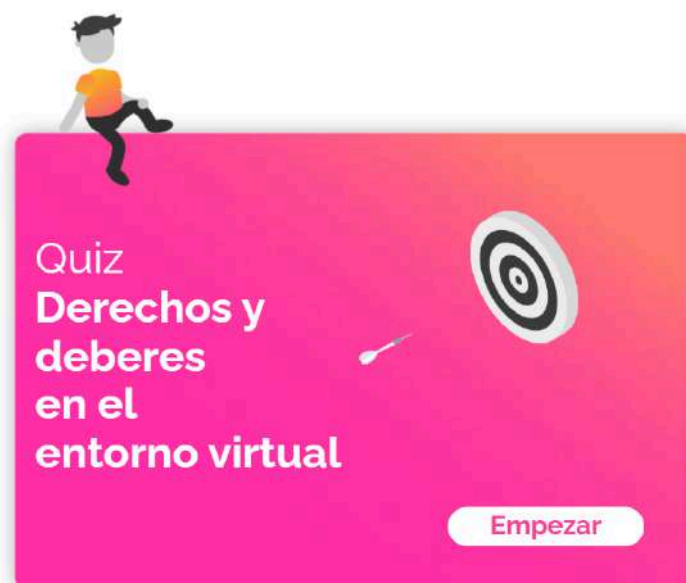 Quiz
Derechos y
deberes
en el
entorno virtual
Empezar